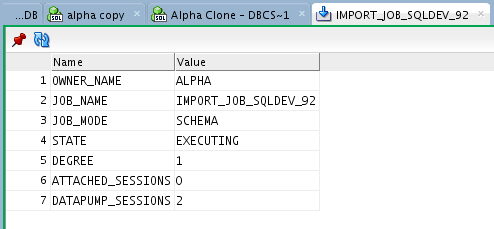 ...DB alpha copy Alpha Clone - DBCS~1 IMPORT_JOB_SQLDEV_92
Name Value
1 OWNER_NAME ALPHA
2 JOB_NAME IMPORT_JOB_SQLDEV_92
3 JOB_MODE SCHEMA
4 STATE EXECUTING
5 DEGREE 1
6 ATTACHED_SESSIONS 0
7 DATAPUMP_SESSIONS 2